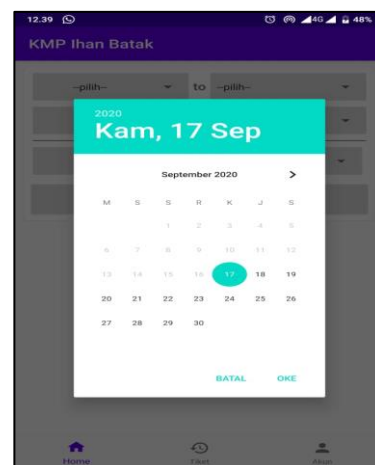 12.39 4G 48%
KMP Ihan Batak
--pilih-- to --pilih--
2020
Kam, 17 Sep
September 2020
M S S R K J S
1 2 3 4 5
6 7 8 9 10 11 12
13 14 15 16 17 18 19
20 21 22 23 24 25 26
27 28 29 30
BATAL OKE
Home Tiket Akun